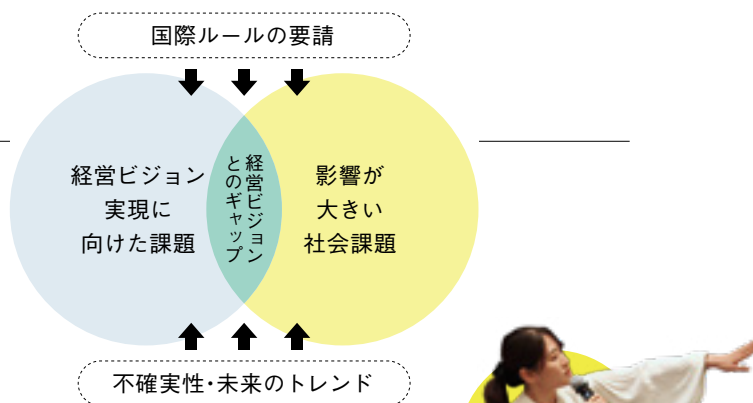 国際ルールの要請
経営ビジョン
実現に
向けた課題
経営ビジョン
とのギャップ
影響が
大きい
社会課題
不確実性・未来のトレンド